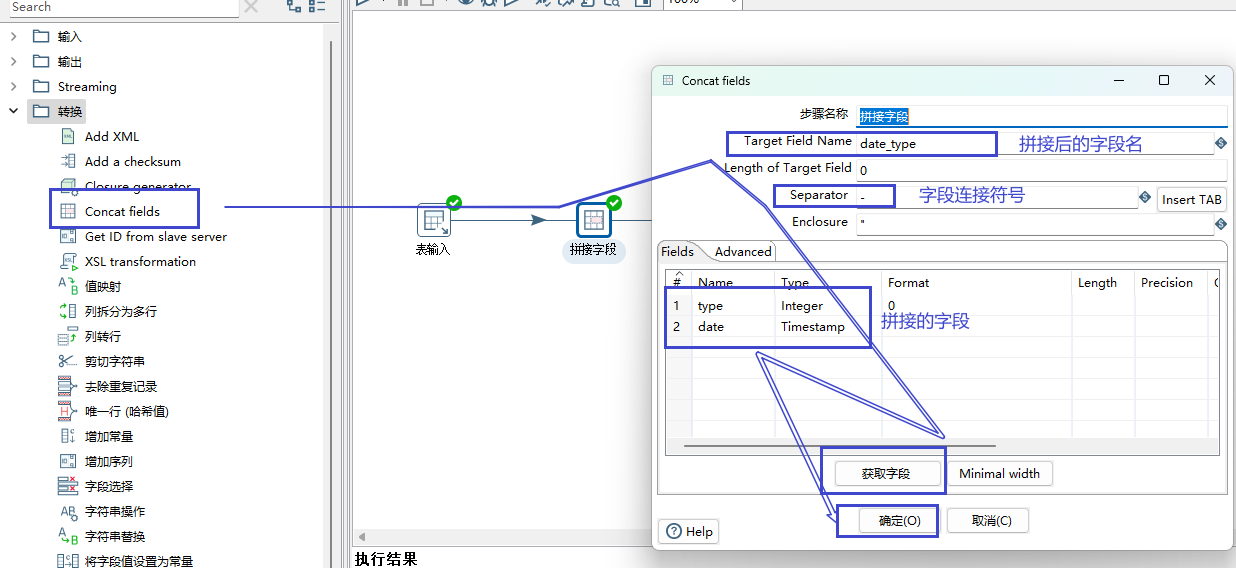 Search
输入
输出
Streaming
转换
Add XML
Add a checksum
Closure generator
Concat fields
Get ID from slave server
XSL transformation
值映射
列拆分为多行
列转行
剪切字符串
去除重复记录
唯一行 (哈希值)
增加常量
增加序列
字段选择
字符串操作
字符串替换
将字段值设置为常量
100%
表输入
拼接字段
执行结果
Concat fields
步骤名称 拼接字段
Target Field Name date_type 拼接后的字段名
Length of Target Field 0
Separator - 字段连接符号 Insert TAB
Enclosure "
Fields Advanced
# Name Type Format Length Precision
1 type Integer 0
2 date Timestamp
拼接的字段
获取字段 Minimal width
Help 确定(O) 取消(C)